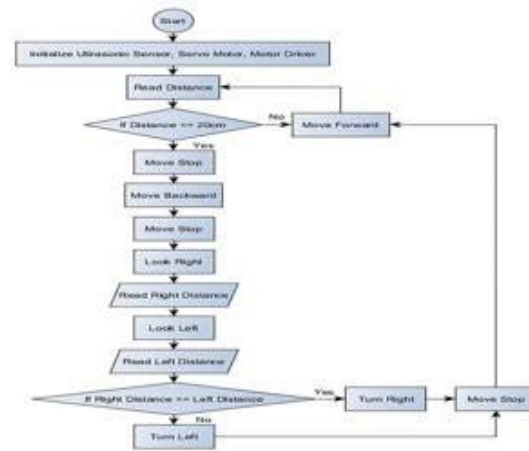 Start
Initialize Ultrasonic Sensor, Servo Motor, Motor Driver
Read Distance
If Distance <= 20cm
No
Move Forward
Yes
Move Stop
Move Backward
Move Stop
Look Right
Read Right Distance
Look Left
Read Left Distance
If Right Distance >= Left Distance
Yes
Turn Right
Move Stop
No
Turn Left